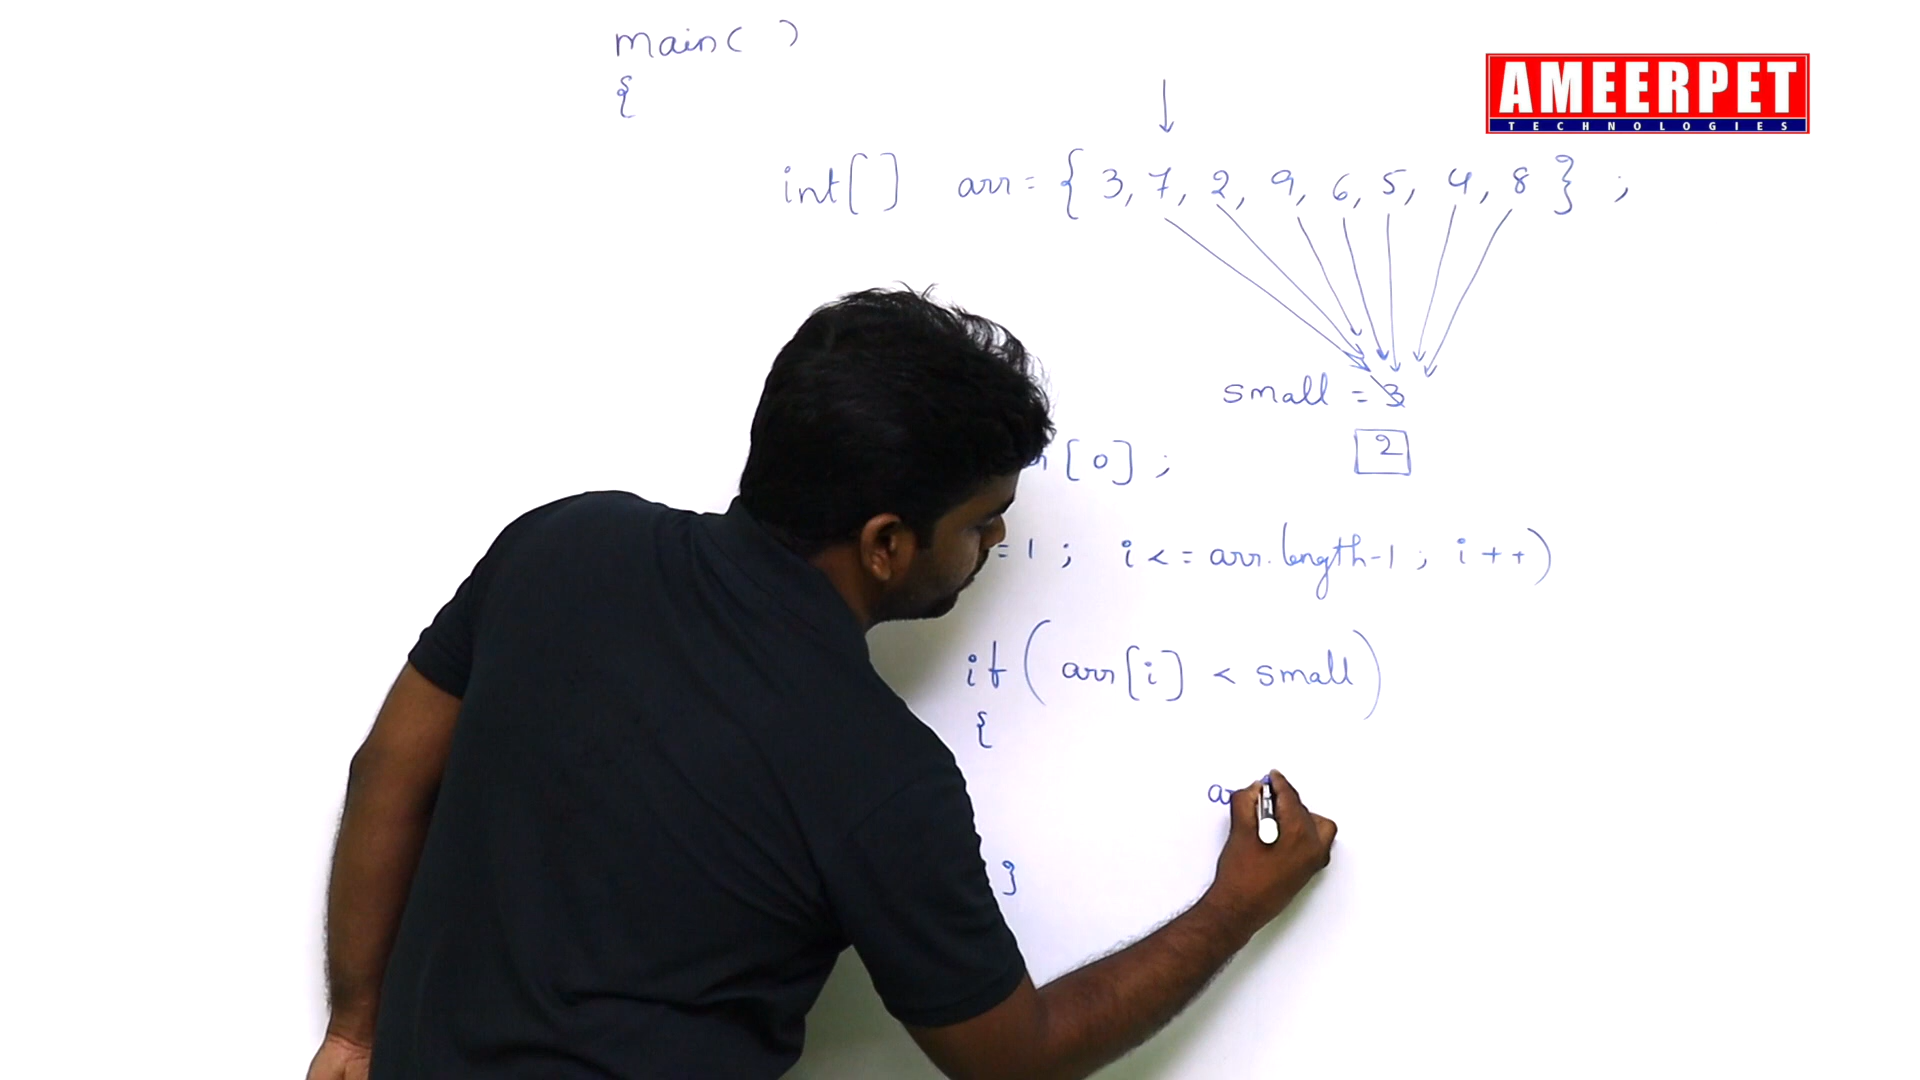 main( )
{
AMEERPET
TECHNOLOGIES
int[ ] arr = { 3, 7, 2, 9, 6, 5, 4, 8 } ;
small = 3
2
[0] ;
=1 ; i <= arr.length-1 ; i++)
if ( arr[i] < small )
{
}